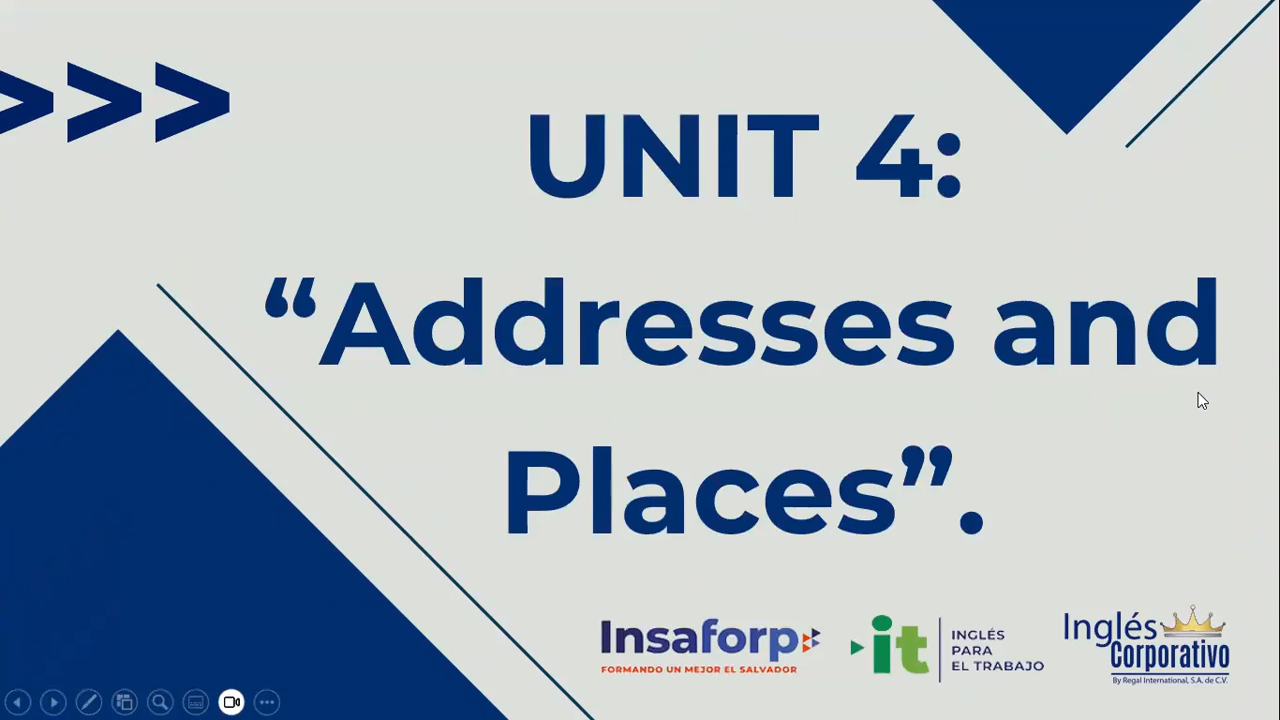 >>>
UNIT 4:
“Addresses and
Places”.
Insaforp
FORMANDO UN MEJOR EL SALVADOR
it
INGLÉS
PARA
EL TRABAJO
Inglés
Corporativo
By Regal International, S.A. de C.V.